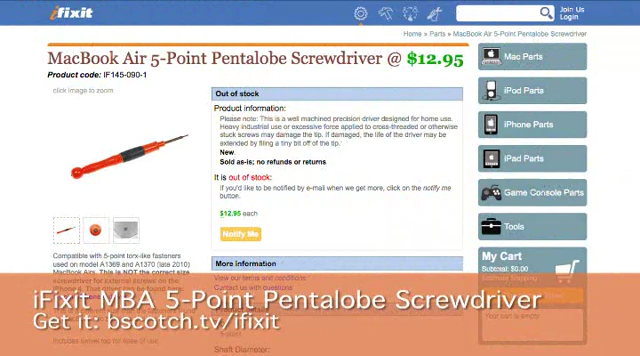 iFixit
Join Us
Login
Home » Parts » MacBook Air 5-Point Pentalobe Screwdriver
MacBook Air 5-Point Pentalobe Screwdriver @ $12.95
Product code: IF145-090-1
click image to zoom
Out of stock
Product information:
Please note: This is a well machined precision driver designed for home use.
Heavy industrial use or excessive force applied to cross-threaded or otherwise
stuck screws may damage the tip. If damaged, the life of the driver may be
extended by filing a tiny bit off of the tip.
New.
Sold as-is; no refunds or returns
It is out of stock:
If you'd like to be notified by e-mail when we get more, click on the notify me
button.
$12.95 each
Notify Me
More information
View our terms and conditions.
Contact us with questions
Compatible with 5-point torx-like fasteners
used on model A1369 and A1370 (late 2010)
MacBook Airs. This is NOT the correct size
Mac Parts
iPod Parts
iPhone Parts
iPad Parts
Game Console Parts
Tools
My Cart
Subtotal: $0.00
Your cart is empty
iFixit MBA 5-Point Pentalobe Screwdriver
Get it: bscotch.tv/ifixit
Shaft Diameter: